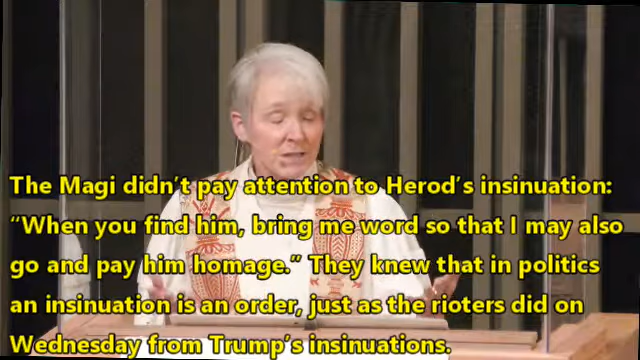 The Magi didn't pay attention to Herod's insinuation:
“When you find him, bring me word so that I may also
go and pay him homage.” They knew that in politics
an insinuation is an order, just as the rioters did on
Wednesday from Trump's insinuations.